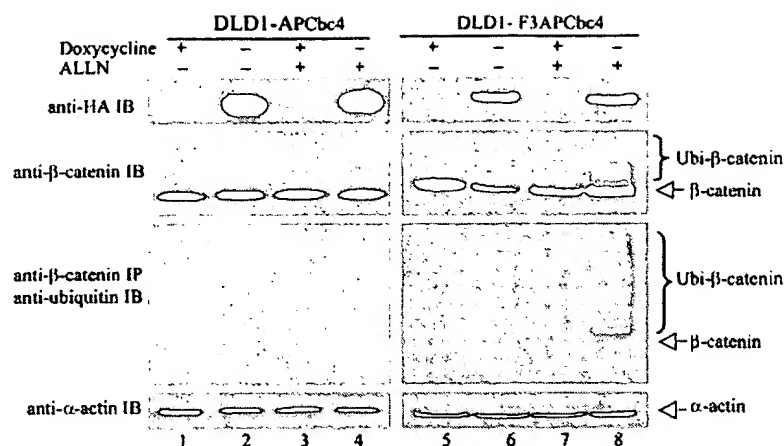 DLD1-APCbc4 DLD1- F3APCbc4
Doxycycline + – + – + – + –
ALLN – – + + – – + +
anti-HA IB
anti-β-catenin IB
Ubi-β-catenin
β-catenin
anti-β-catenin IP
anti-ubiquitin IB
Ubi-β-catenin
β-catenin
anti-α-actin IB
α-actin
1 2 3 4 5 6 7 8